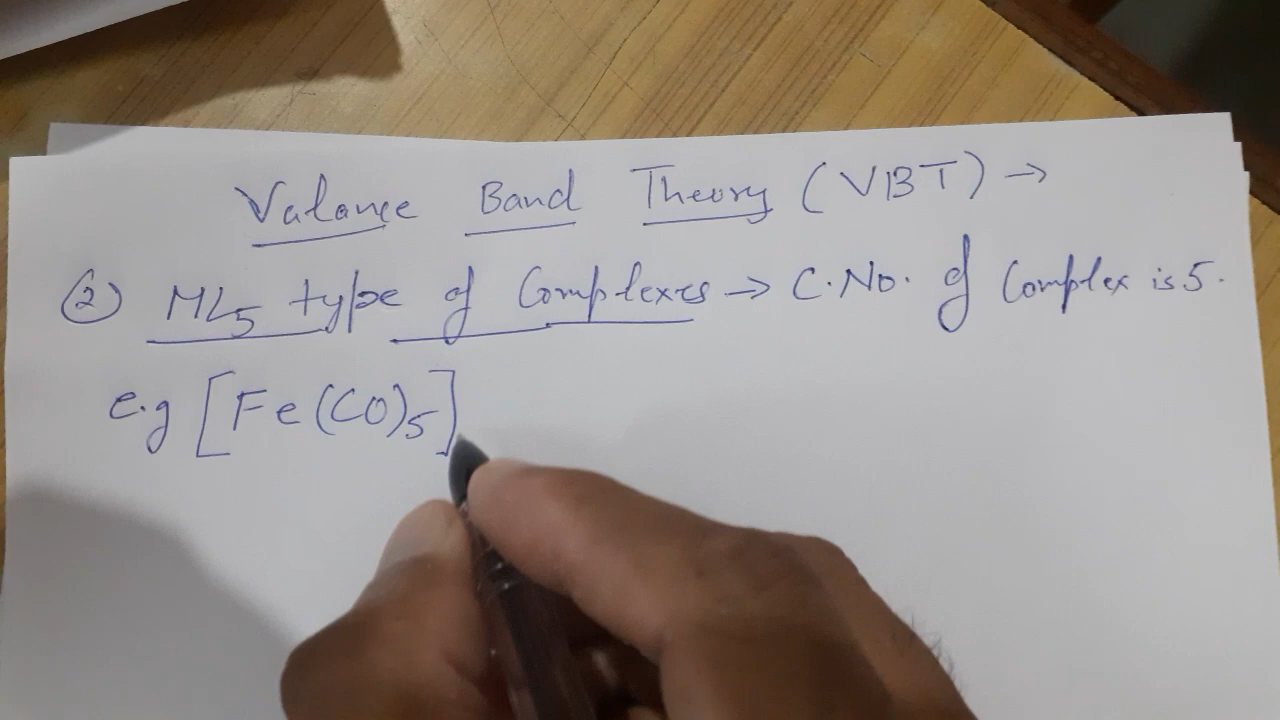 Valance Band Theory (VBT) →
② ML5 type of Complexes → C.No. of Complex is 5.
e.g [Fe(CO)5]